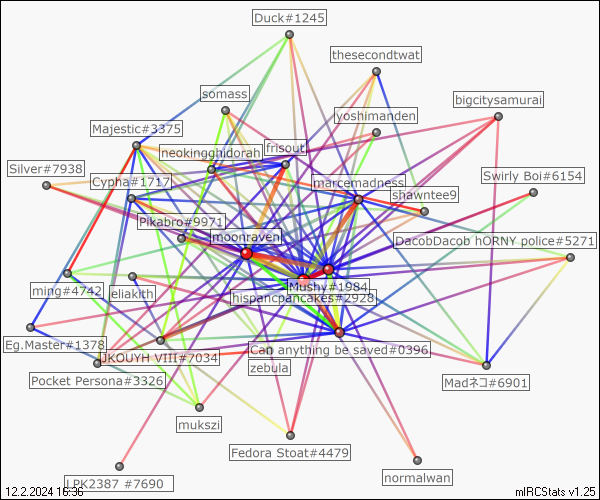 Duck#1245
thesecondtwat
somass
bigcitysamurai
yoshimanden
Majestic#3375
frisout
neokingghidorah
Silver#7938
Cypha#1717
marcemadness
Swirly Boi#6154
shawntee9
Pikabro#9971
moonraven
DacobDacob hORNY police#5271
Mushy#1984
ming#4742
eliaklth
hispancpancakes#2928
Eg.Master#1378
JKOUYH VIII#7034
Can anything be saved#0396
zebula
Pocket Persona#3326
Madネコ#6901
mukszi
Fedora Stoat#4479
normalwan
LPK2387 #7690
12.2.2024 16:36
mIRCStats v1.25